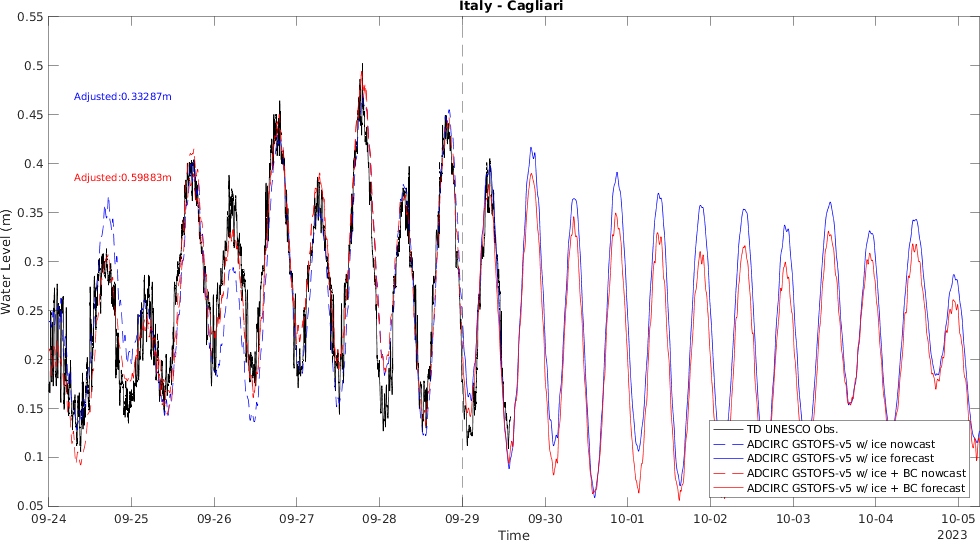 Italy - Cagliari
0.55
0.5
0.45
0.4
0.35
0.3
0.25
0.2
0.15
0.1
0.05
Water Level (m)
Adjusted:0.33287m
Adjusted:0.59883m
TD UNESCO Obs.
ADCIRC GSTOFS-v5 w/ ice nowcast
ADCIRC GSTOFS-v5 w/ ice forecast
ADCIRC GSTOFS-v5 w/ ice + BC nowcast
ADCIRC GSTOFS-v5 w/ ice + BC forecast
09-24 09-25 09-26 09-27 09-28 09-29 09-30 10-01 10-02 10-03 10-04 10-05
Time
2023